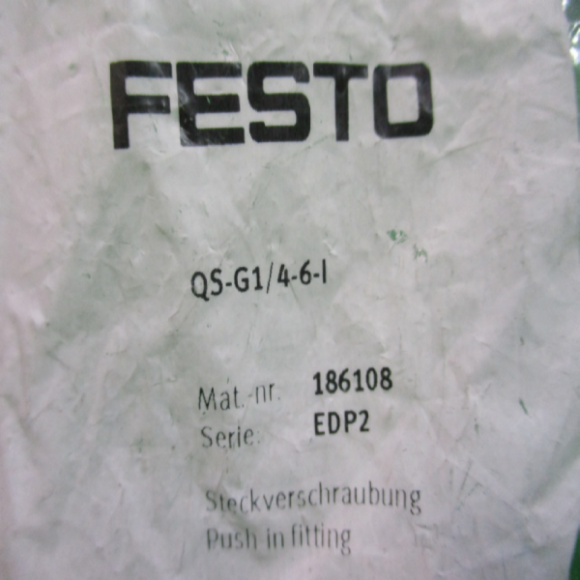 FESTO
QS-G1/4-6-I
Mat.-nr. 186108
Serie: EDP2
Steckverschraubung
Push in fitting